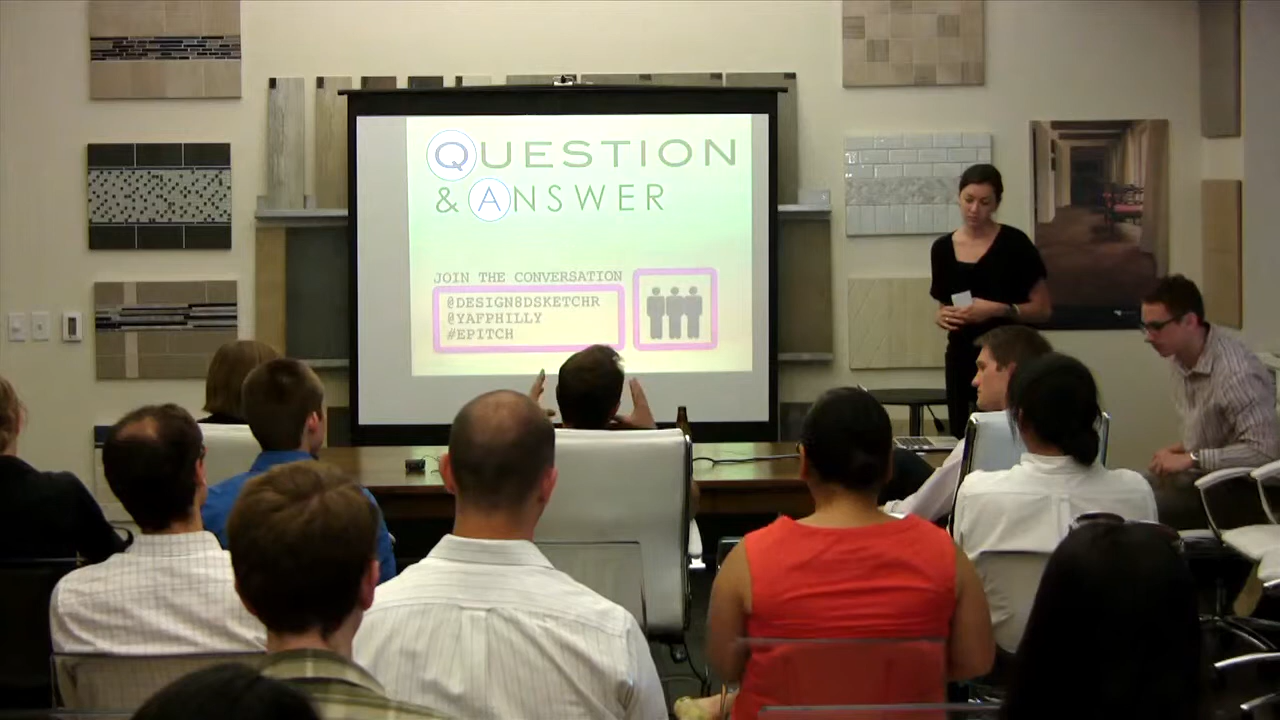 QUESTION
& ANSWER
JOIN THE CONVERSATION
@DESIGN8DSKETCHR
@YAFPHILLY
#EPITCH